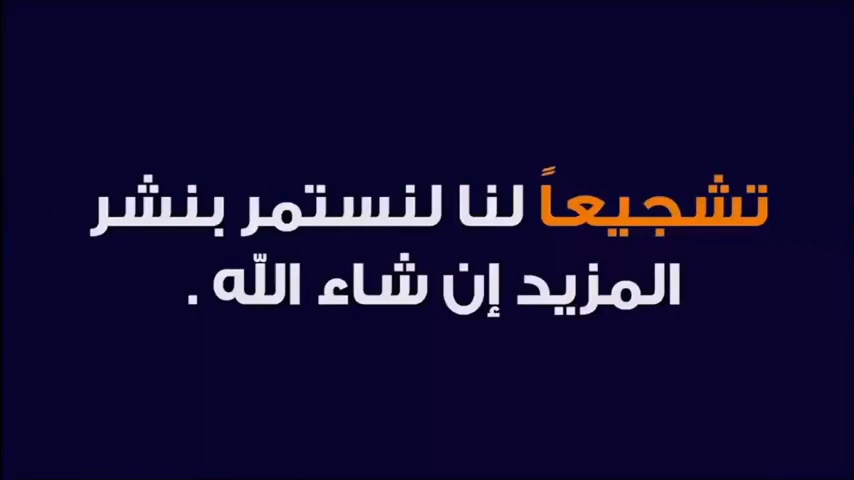 تشجيعاً لنا لنستمر بنشر
المزيد إن شاء الله .